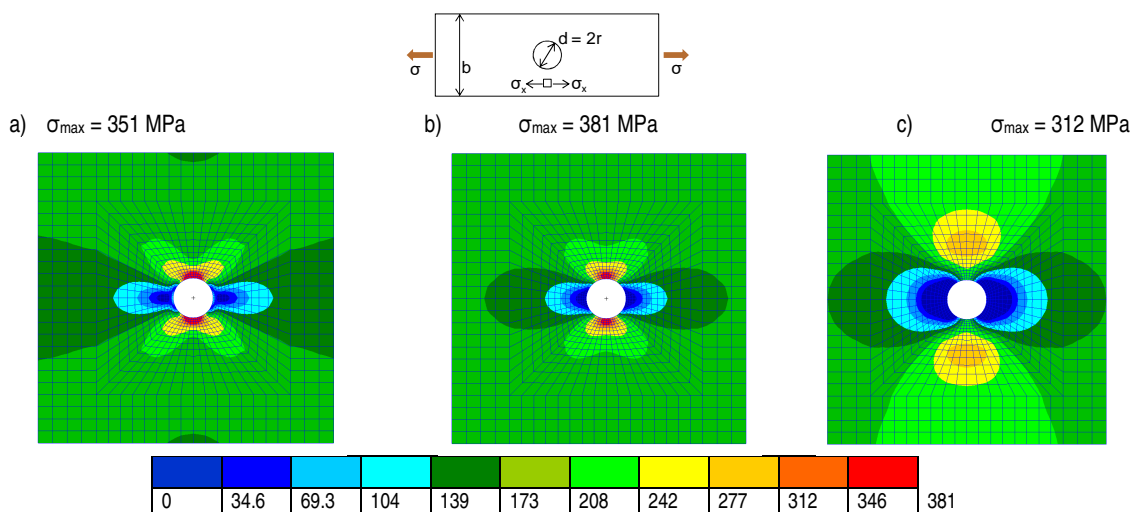 d = 2r
σ b σ
σₓ σₓ
a) σmax = 351 MPa b) σmax = 381 MPa c) σmax = 312 MPa
0 34.6 69.3 104 139 173 208 242 277 312 346 381